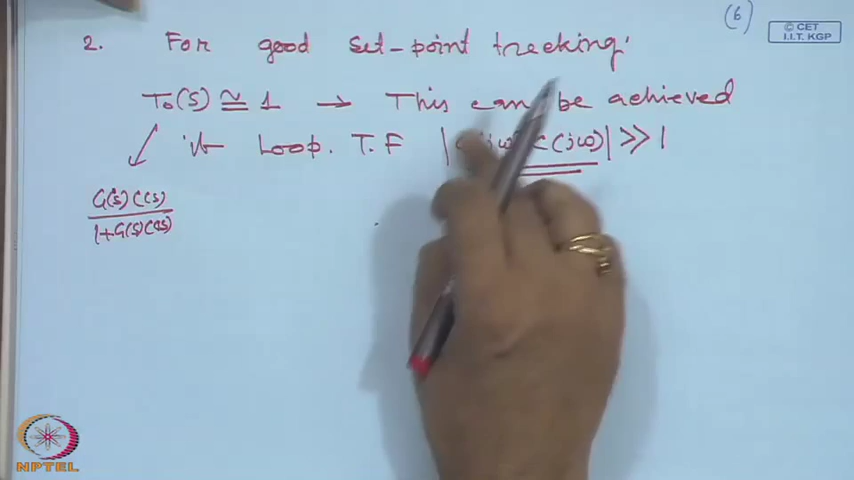 (6)
© CET
I.I.T. KGP
2. For good set-point tracking:
T₀(s) ≅ 1 → This can be achieved
if Loop. T.F |G(jω) C(jω)| >> 1
G(s)C(s)
1+G(s)C(s)
NPTEL